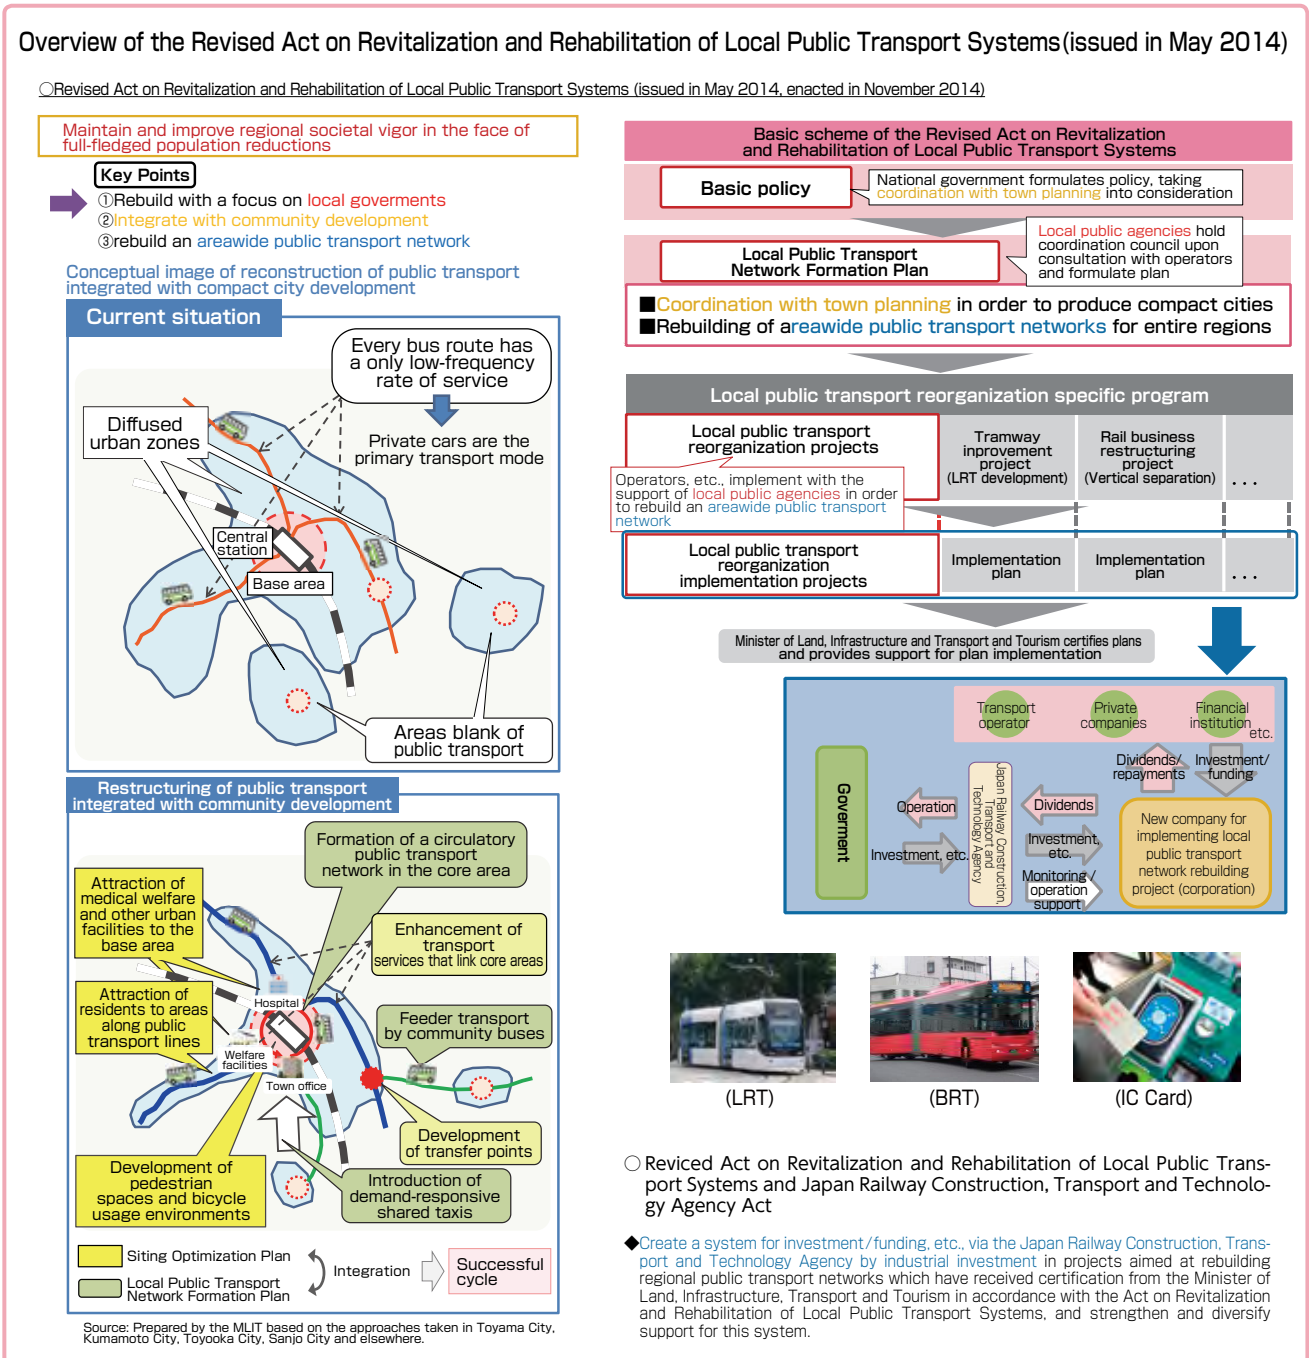 Overview of the Revised Act on Revitalization and Rehabilitation of Local Public Transport Systems(issued in May 2014)
○Revised Act on Revitalization and Rehabilitation of Local Public Transport Systems (issued in May 2014, enacted in November 2014)
Maintain and improve regional societal vigor in the face of
full-fledged population reductions
Key Points
①Rebuild with a focus on local goverments
②Integrate with community development
③rebuild an areawide public transport network
Conceptual image of reconstruction of public transport
integrated with compact city development
Current situation
Every bus route has
a only low-frequency
rate of service
Diffused
urban zones
Private cars are the
primary transport mode
Central
station
Base area
Areas blank of
public transport
Restructuring of public transport
integrated with community development
Formation of a circulatory
public transport
network in the core area
Attraction of
medical welfare
and other urban
facilities to the
base area
Enhancement of
transport
services that link core areas
Attraction of
residents to areas
along public
transport lines
Hospital
Feeder transport
by community buses
Welfare
facilities
Town office
Development
of transfer points
Development of
pedestrian
spaces and bicycle
usage environments
Introduction of
demand-responsive
shared taxis
Siting Optimization Plan
Local Public Transport
Network Formation Plan
Integration
Successful
cycle
Source: Prepared by the MLIT based on the approaches taken in Toyama City,
Kumamoto City, Toyooka City, Sanjo City and elsewhere.
Basic scheme of the Revised Act on Revitalization
and Rehabilitation of Local Public Transport Systems
Basic policy
National government formulates policy, taking
coordination with town planning into consideration
Local Public Transport
Network Formation Plan
Local public agencies hold
coordination council upon
consultation with operators
and formulate plan
■Coordination with town planning in order to produce compact cities
■Rebuilding of areawide public transport networks for entire regions
Local public transport reorganization specific program
Local public transport
reorganization projects
Tramway
inprovement
project
(LRT development)
Rail business
restructuring
project
(Vertical separation)
...
Operators, etc., implement with the
support of local public agencies in order
to rebuild an areawide public transport
network
Local public transport
reorganization
implementation projects
Implementation
plan
Implementation
plan
...
Minister of Land, Infrastructure and Transport and Tourism certifies plans
and provides support for plan implementation
Transport
operator
Private
companies
Financial
institution
etc.
Dividends/
repayments
Investment/
funding
Goverment
Operation
Investment, etc.
Japan Railway Construction,
Transport and
Technology Agency
Dividends
Investment,
etc.
Monitoring /
operation
support
New company for
implementing local
public transport
network rebuilding
project (corporation)
(LRT)
(BRT)
(IC Card)
○ Reviced Act on Revitalization and Rehabilitation of Local Public Trans-
port Systems and Japan Railway Construction, Transport and Technolo-
gy Agency Act
◆Create a system for investment/funding, etc., via the Japan Railway Construction, Trans-
port and Technology Agency by industrial investment in projects aimed at rebuilding
regional public transport networks which have received certification from the Minister of
Land, Infrastructure, Transport and Tourism in accordance with the Act on Revitalization
and Rehabilitation of Local Public Transport Systems, and strengthen and diversify
support for this system.